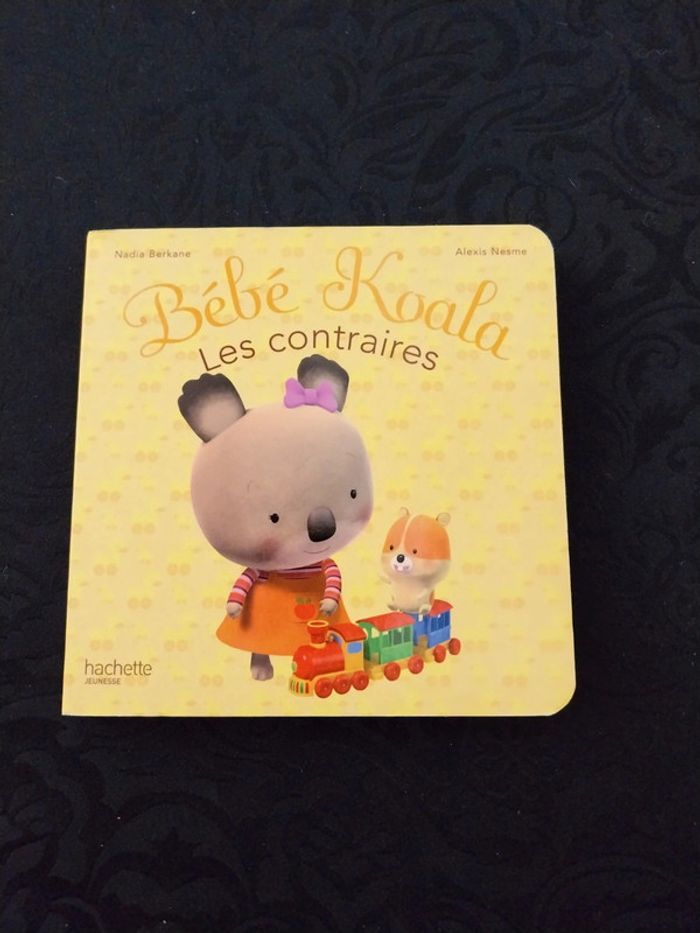 Nadia Berkane
Alexis Nesme
Bébé Koala
Les contraires
hachette
JEUNESSE